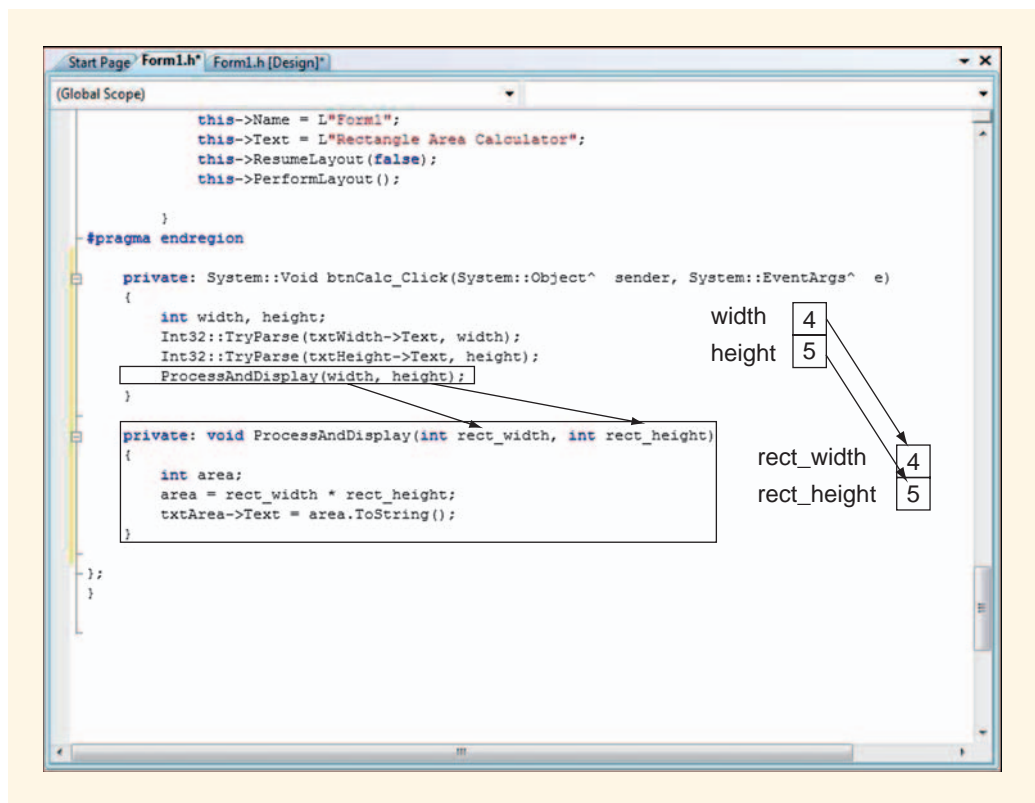 Start Page Form1.h* Form1.h [Design]*
(Global Scope)
this->Name = L"Form1";
this->Text = L"Rectangle Area Calculator";
this->ResumeLayout(false);
this->PerformLayout();
}
#pragma endregion
private: System::Void btnCalc_Click(System::Object^  sender, System::EventArgs^  e)
{
int width, height;
Int32::TryParse(txtWidth->Text, width);
Int32::TryParse(txtHeight->Text, height);
ProcessAndDisplay(width, height);
}
width 4
height 5
private: void ProcessAndDisplay(int rect_width, int rect_height)
{
int area;
area = rect_width * rect_height;
txtArea->Text = area.ToString();
}
rect_width 4
rect_height 5
};
}